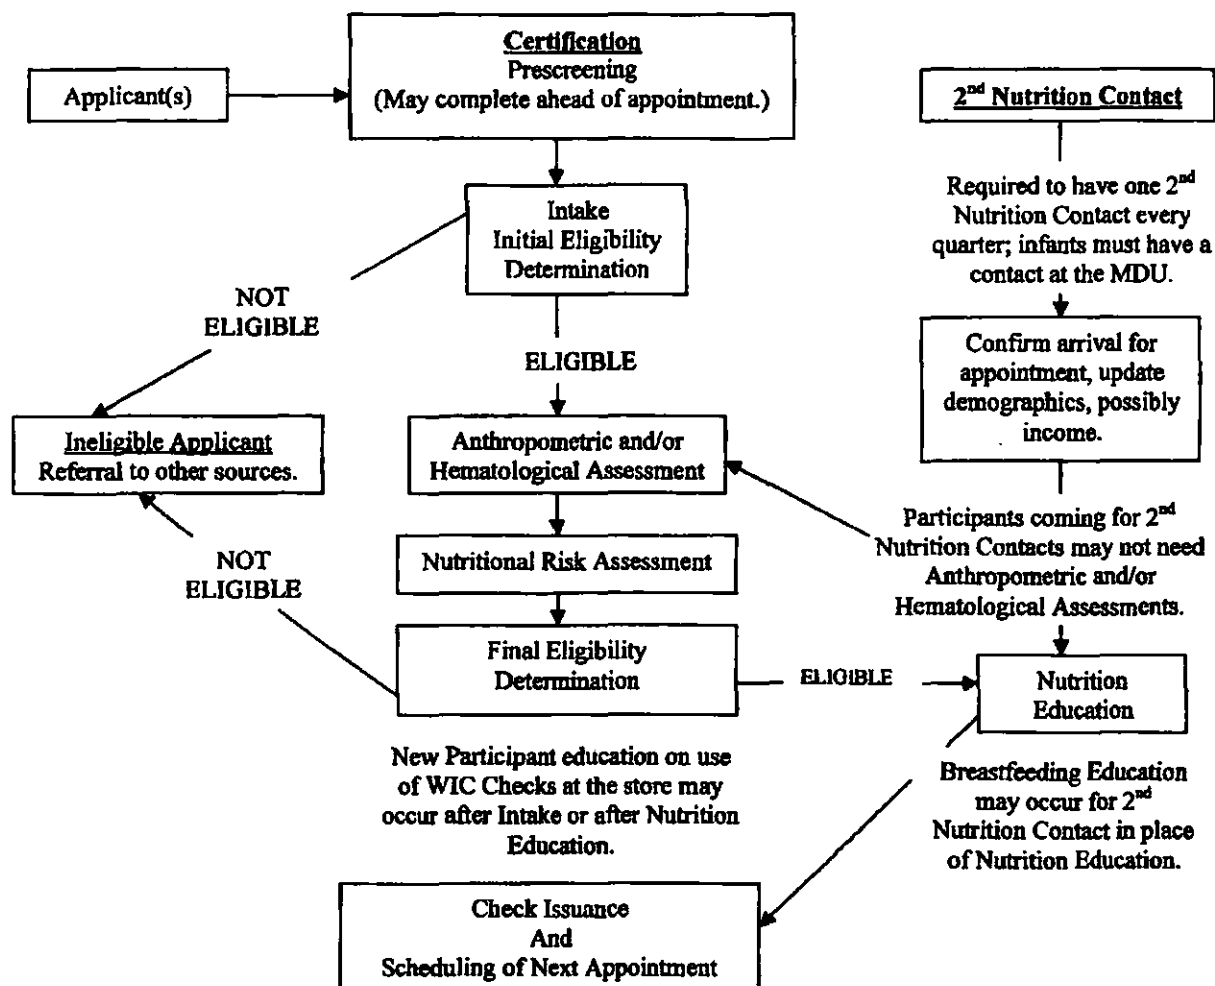 Applicant(s)
Certification
Prescreening
(May complete ahead of appointment.)
2nd Nutrition Contact
Intake
Initial Eligibility
Determination
Required to have one 2nd
Nutrition Contact every
quarter; infants must have a
contact at the MDU.
NOT
ELIGIBLE
ELIGIBLE
Confirm arrival for
appointment, update
demographics, possibly
income.
Ineligible Applicant
Referral to other sources.
Anthropometric and/or
Hematological Assessment
Participants coming for 2nd
Nutrition Contacts may not need
Anthropometric and/or
Hematological Assessments.
NOT
ELIGIBLE
Nutritional Risk Assessment
Final Eligibility
Determination
ELIGIBLE
Nutrition
Education
New Participant education on use
of WIC Checks at the store may
occur after Intake or after Nutrition
Education.
Breastfeeding Education
may occur for 2nd
Nutrition Contact in place
of Nutrition Education.
Check Issuance
And
Scheduling of Next Appointment